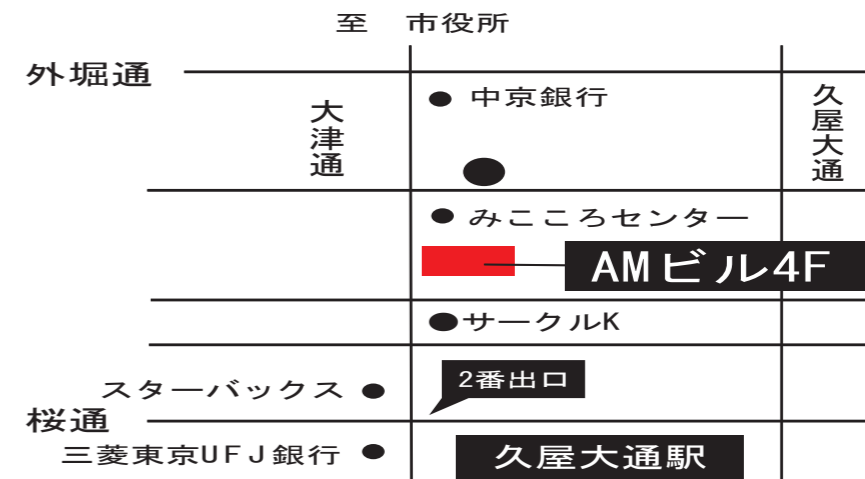 至 市役所
外堀通
大津通
中京銀行
久屋大通
みこころセンター
AMビル4F
サークルK
スターバックス
2番出口
桜通
三菱東京UFJ銀行
久屋大通駅